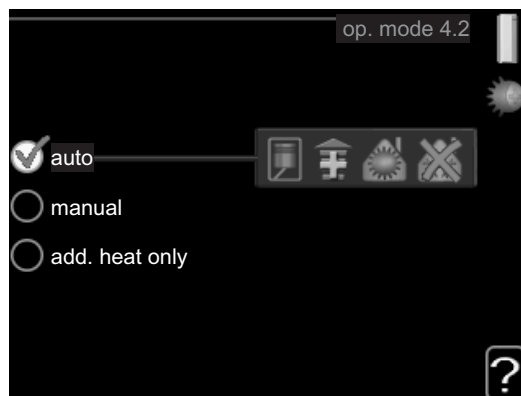 op. mode 4.2
auto
manual
add. heat only
?